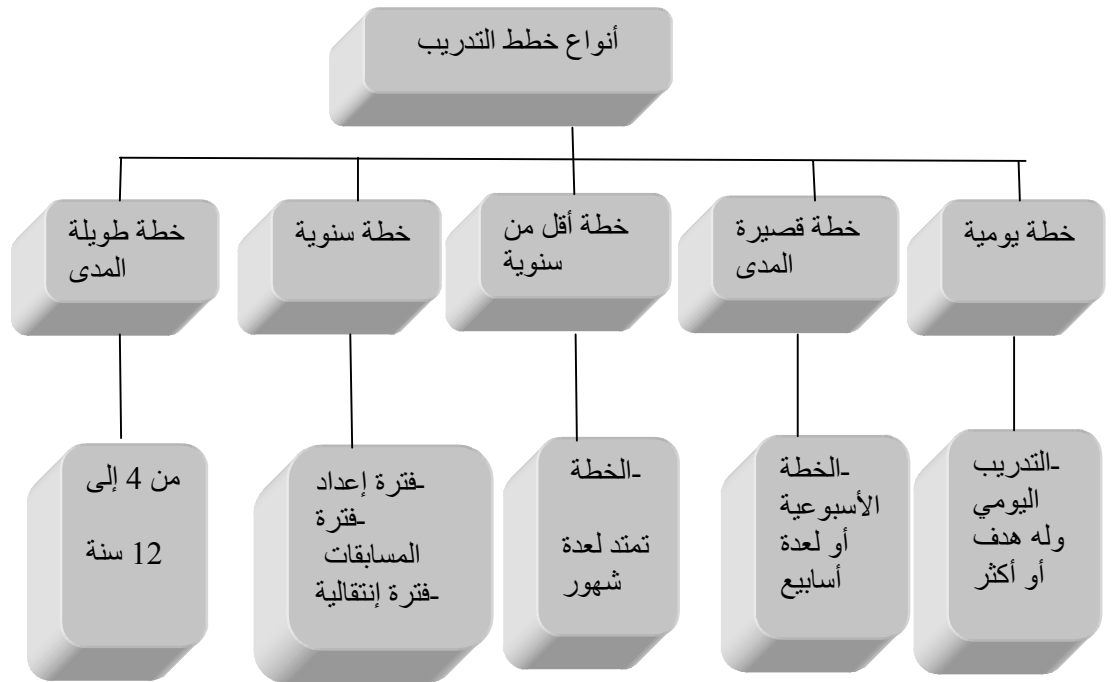 أنواع خطط التدريب
خطة يومية
خطة قصيرة
المدى
خطة أقل من
سنوية
خطة سنوية
خطة طويلة
المدى
-التدريب
اليومي
وله هدف
أو أكثر
-الخطة
الأسبوعية
أو لعدة
أسابيع
-الخطة
تمتد لعدة
شهور
-فترة إعداد
-فترة
المسابقات
-فترة إنتقالية
من 4 إلى
12 سنة